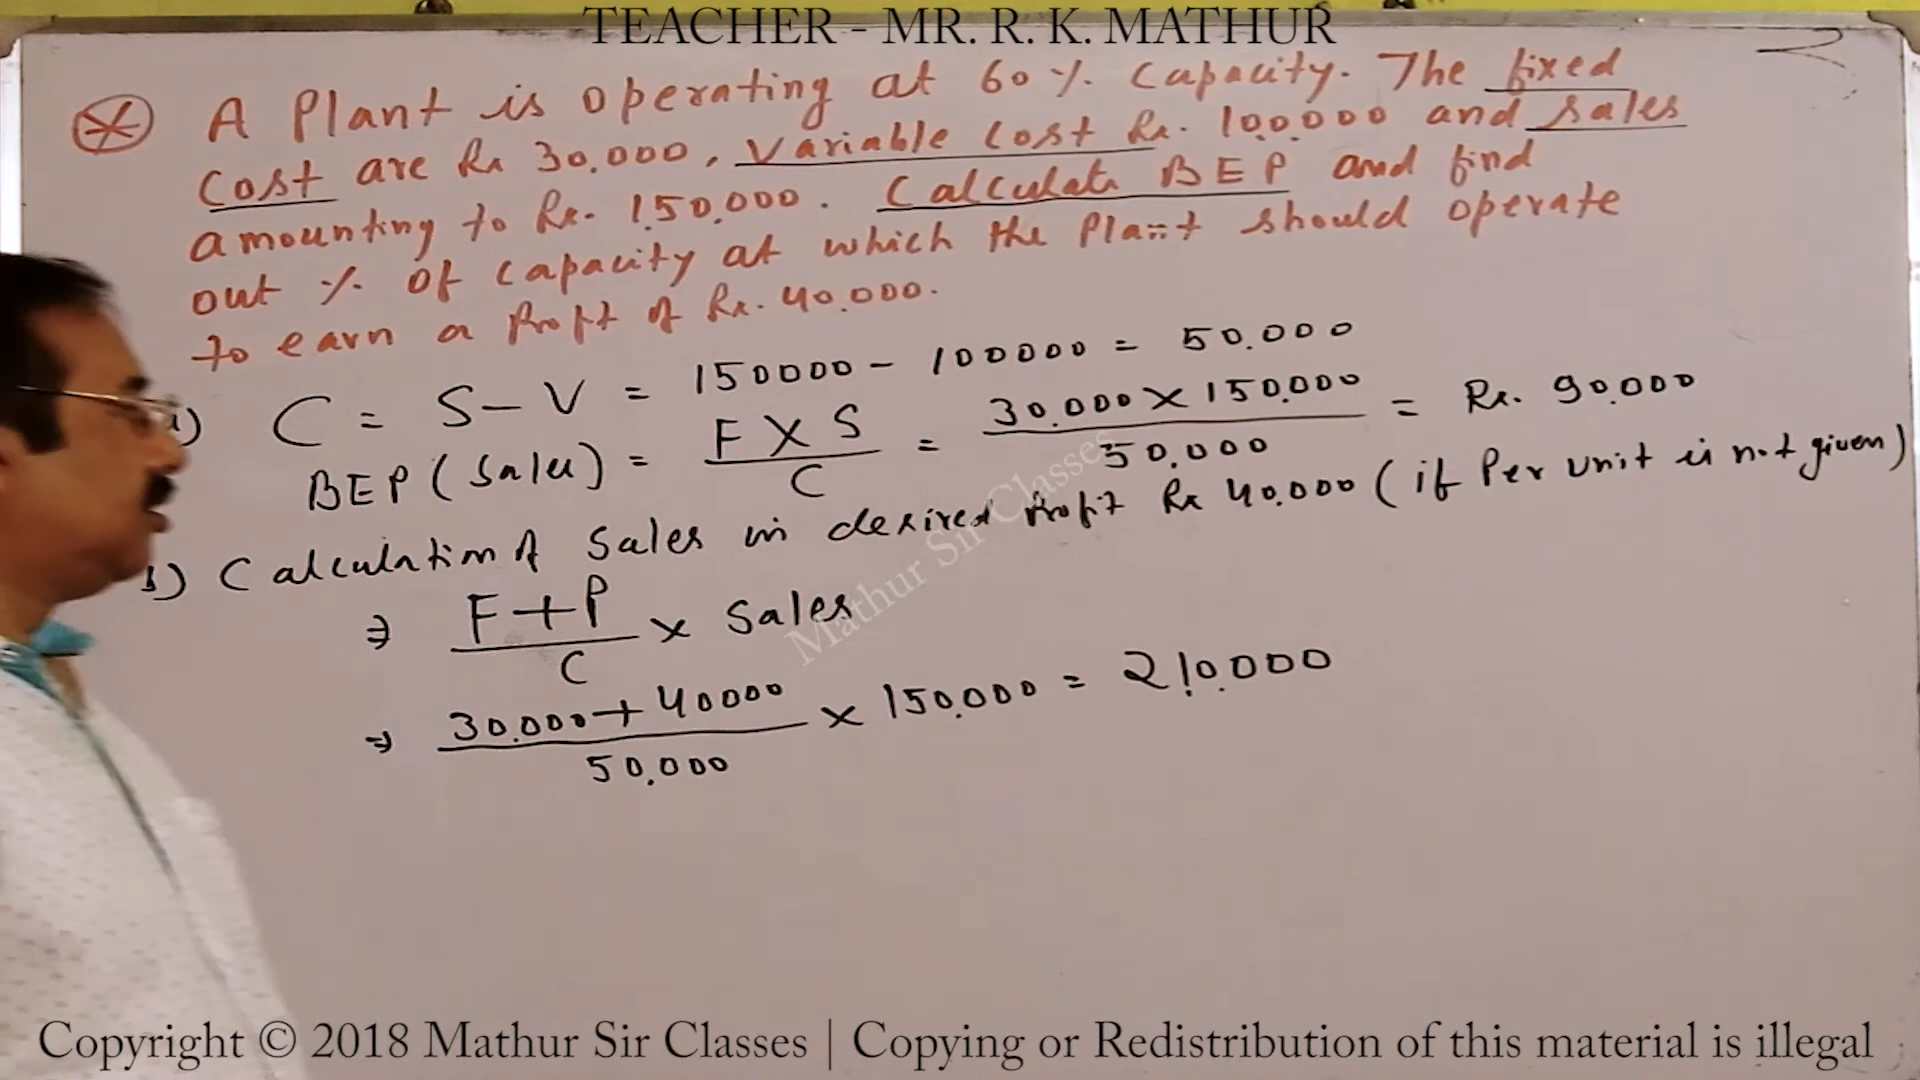 TEACHER - MR. R. K. MATHUR
A Plant is operating at 60 % Capacity. The fixed
Cost are Rs 30,000, Variable Cost Rs. 100,000 and sales
amounting to Rs. 150,000. Calculate BEP and find
out % of capacity at which the Plant should operate
to earn a Profit of Rs. 40,000.
a) C = S - V = 150000 - 100000 = 50,000
BEP (Sales) = F X S / C = 30,000 X 150,000 / 50,000 = Rs. 90,000
b) Calculation of Sales in desired Profit Rs 40,000 (if Per unit is not given)
⇒ F + P / C x Sales
⇒ 30,000 + 40000 / 50,000 x 150,000 = 210,000
Mathur Sir Classes
Copyright © 2018 Mathur Sir Classes | Copying or Redistribution of this material is illegal